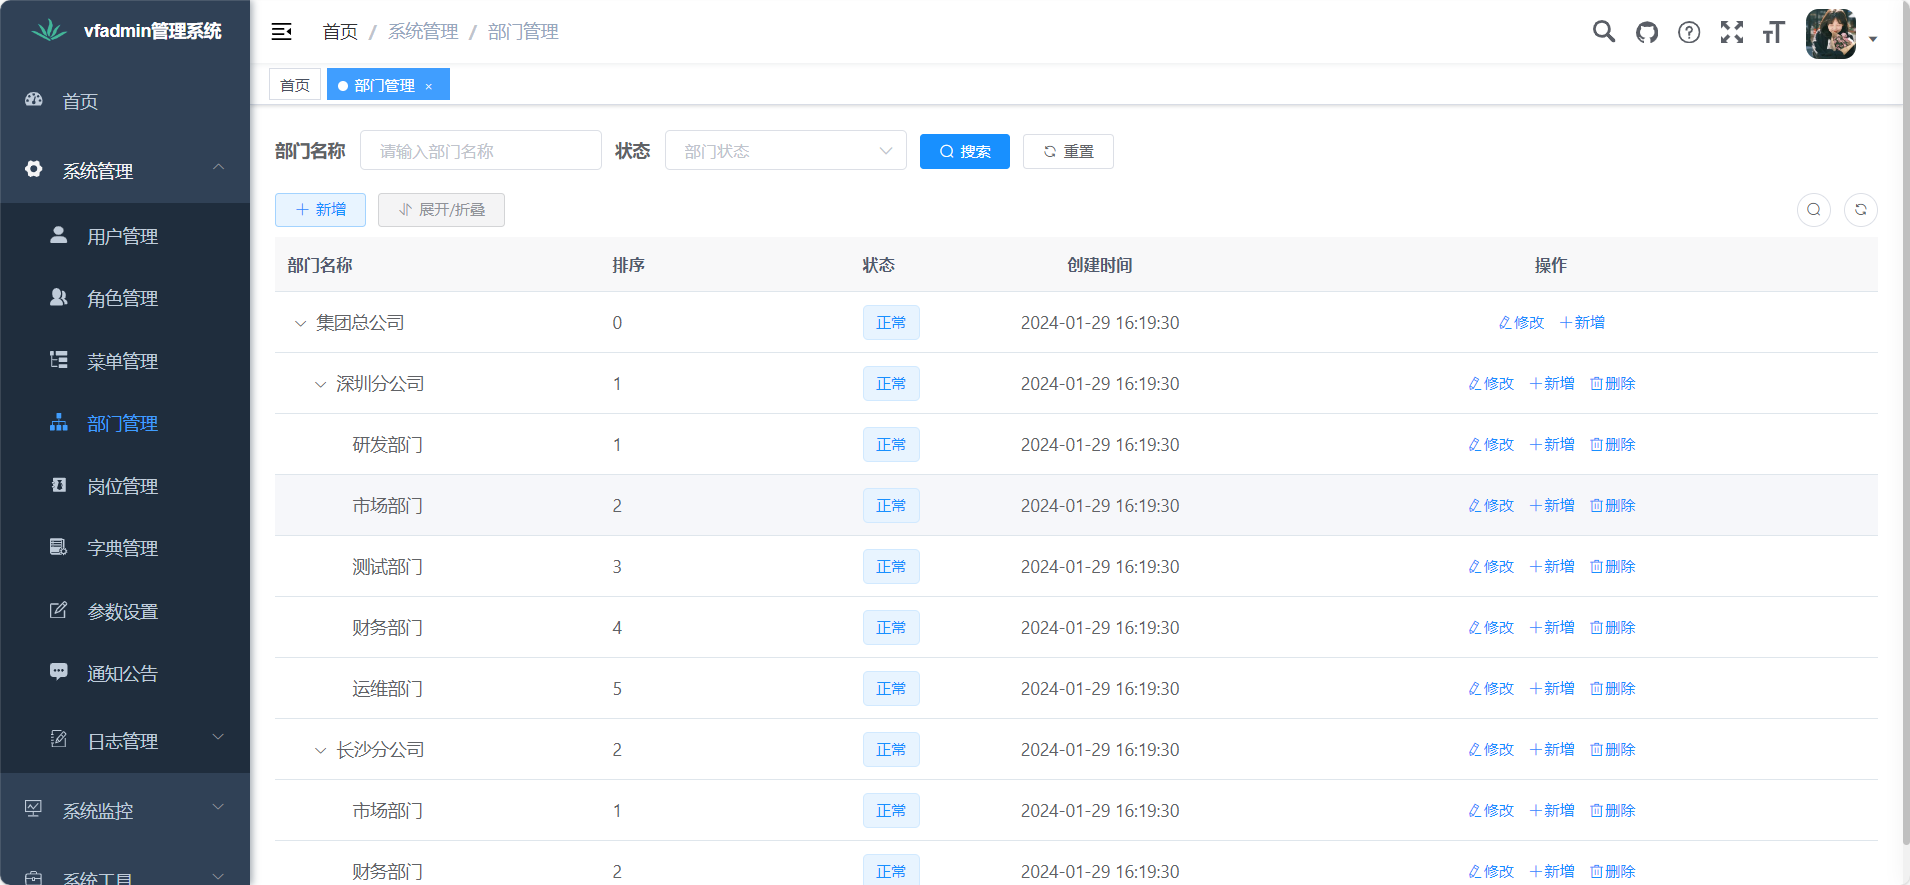 vfadmin管理系统
首页
系统管理
用户管理
角色管理
菜单管理
部门管理
岗位管理
字典管理
参数设置
通知公告
日志管理
系统监控
系统工具
首页 / 系统管理 / 部门管理
首页 部门管理 ×
部门名称 请输入部门名称 状态 部门状态 搜索 重置
新增 展开/折叠
部门名称 排序 状态 创建时间 操作
集团总公司 0 正常 2024-01-29 16:19:30 修改 新增
深圳分公司 1 正常 2024-01-29 16:19:30 修改 新增 删除
研发部门 1 正常 2024-01-29 16:19:30 修改 新增 删除
市场部门 2 正常 2024-01-29 16:19:30 修改 新增 删除
测试部门 3 正常 2024-01-29 16:19:30 修改 新增 删除
财务部门 4 正常 2024-01-29 16:19:30 修改 新增 删除
运维部门 5 正常 2024-01-29 16:19:30 修改 新增 删除
长沙分公司 2 正常 2024-01-29 16:19:30 修改 新增 删除
市场部门 1 正常 2024-01-29 16:19:30 修改 新增 删除
财务部门 2 正常 2024-01-29 16:19:30 修改 新增 删除